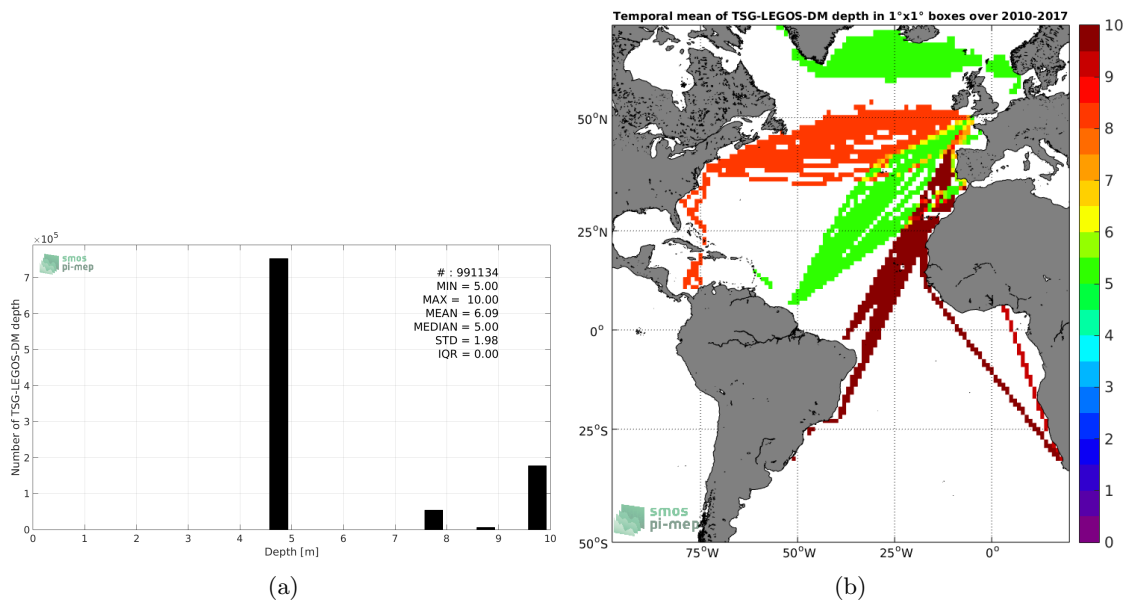 ×10⁵
smos
pi-mep
# : 991134
MIN = 5.00
MAX = 10.00
MEAN = 6.09
MEDIAN = 5.00
STD = 1.98
IQR = 0.00
Number of TSG-LEGOS-DM depth
7
6
5
4
3
2
1
0
0 1 2 3 4 5 6 7 8 9 10
Depth [m]
(a)
Temporal mean of TSG-LEGOS-DM depth in 1°x1° boxes over 2010-2017
50°N
25°N
0°
25°S
50°S
75°W 50°W 25°W 0°
smos
pi-mep
10
9
8
7
6
5
4
3
2
1
0
(b)